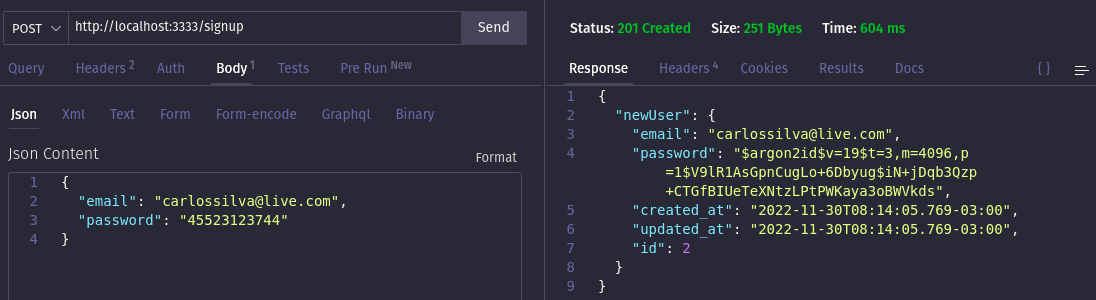 POST http://localhost:3333/signup Send
Query Headers 2 Auth Body 1 Tests Pre Run New
Json Xml Text Form Form-encode Graphql Binary
Json Content Format
1 {
2 "email": "carlossilva@live.com",
3 "password": "45523123744"
4 }
Status: 201 Created Size: 251 Bytes Time: 604 ms
Response Headers 4 Cookies Results Docs { }
1 {
2 "newUser": {
3 "email": "carlossilva@live.com",
4 "password": "$argon2id$v=19$t=3,m=4096,p
=1$V9lR1AsGpnCugLo+6Dbyug$iN+jDqb3Qzp
+CTGfBIUeTeXNtzLPtPWKaya3oBWVkds",
5 "created_at": "2022-11-30T08:14:05.769-03:00",
6 "updated_at": "2022-11-30T08:14:05.769-03:00",
7 "id": 2
8 }
9 }